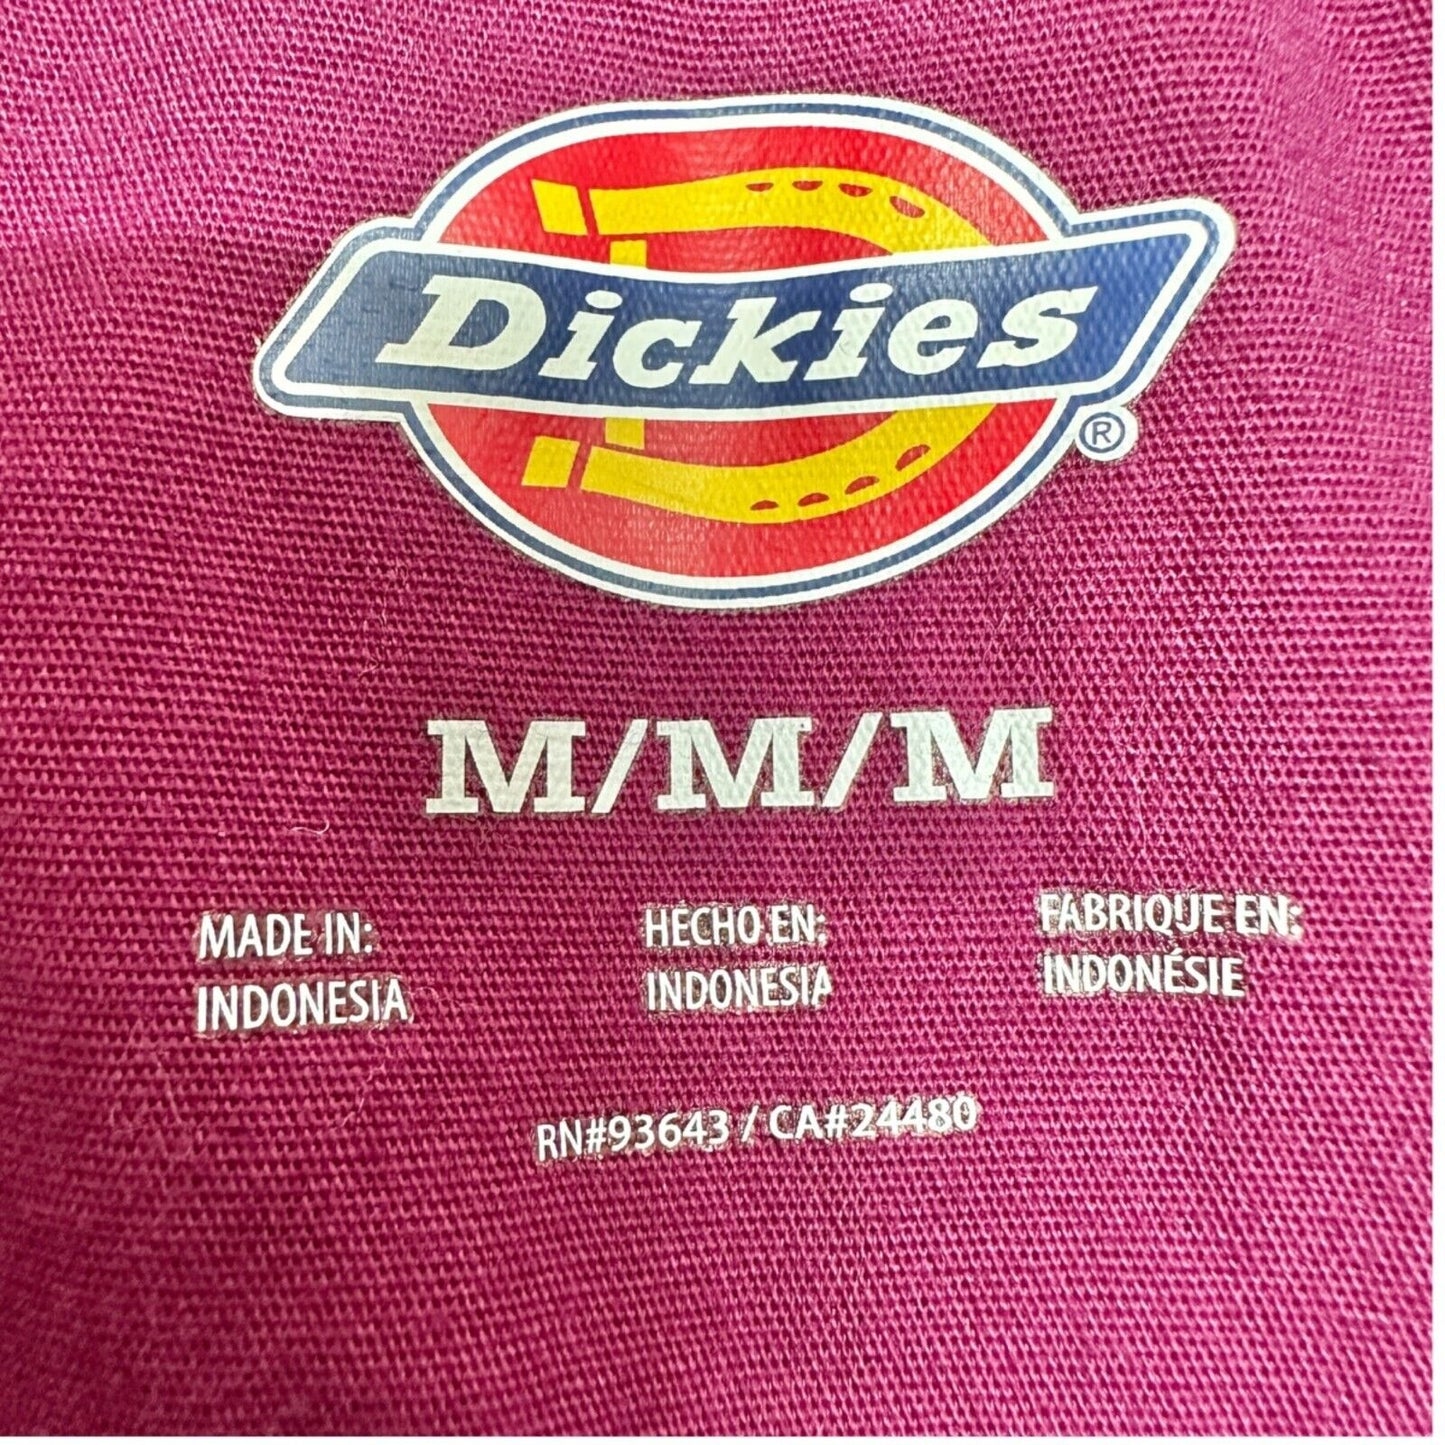 Dickies
®
M/M/M
MADE IN:
INDONESIA
HECHO EN:
INDONESIA
FABRIQUE EN:
INDONÉSIE
RN#93643 / CA#24480